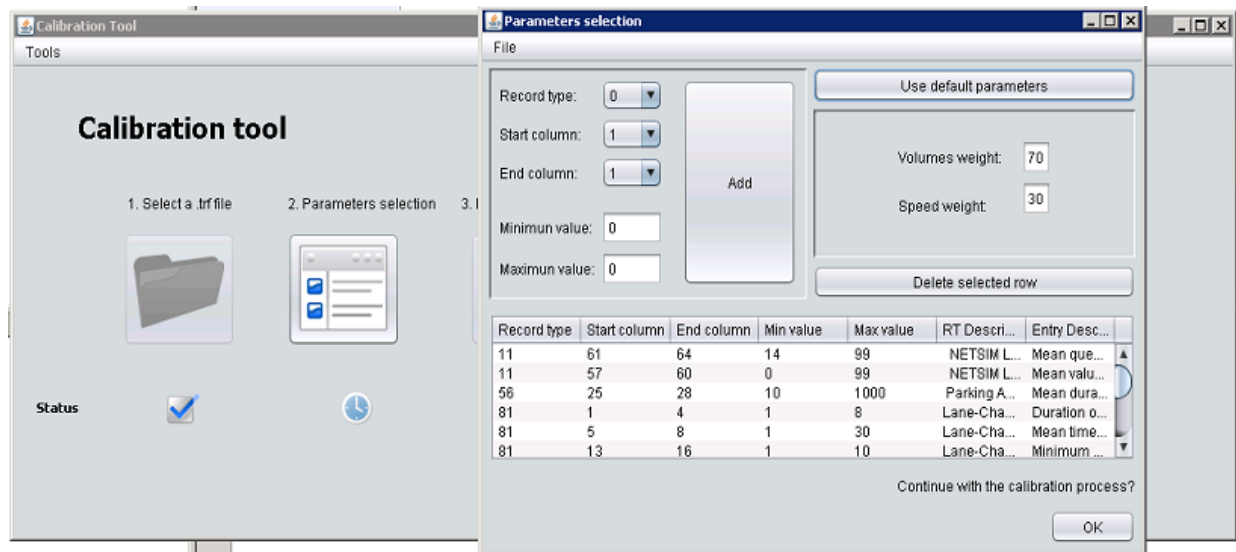 Calibration Tool
Tools
Calibration tool
1. Select a .trf file
2. Parameters selection
3.
Status
Parameters selection
File
Record type: 0
Start column: 1
End column: 1
Minimun value: 0
Maximun value: 0
Add
Use default parameters
Volumes weight: 70
Speed weight: 30
Delete selected row
Record type Start column End column Min value Max value RT Descri... Entry Desc...
11 61 64 14 99 NETSIM L... Mean que...
11 57 60 0 99 NETSIM L... Mean valu...
56 25 28 10 1000 Parking A... Mean dura...
81 1 4 1 8 Lane-Cha... Duration o...
81 5 8 1 30 Lane-Cha... Mean time...
81 13 16 1 10 Lane-Cha... Minimum ...
Continue with the calibration process?
OK